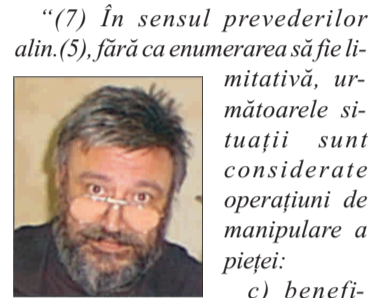 “(7) În sensul prevederilor
alin.(5), fără ca enumerarea să fie li-
mitativă, ur-
mătoarele si-
tuații sunt
considerate
operațiuni de
manipulare a
pieței:
c) benefi-